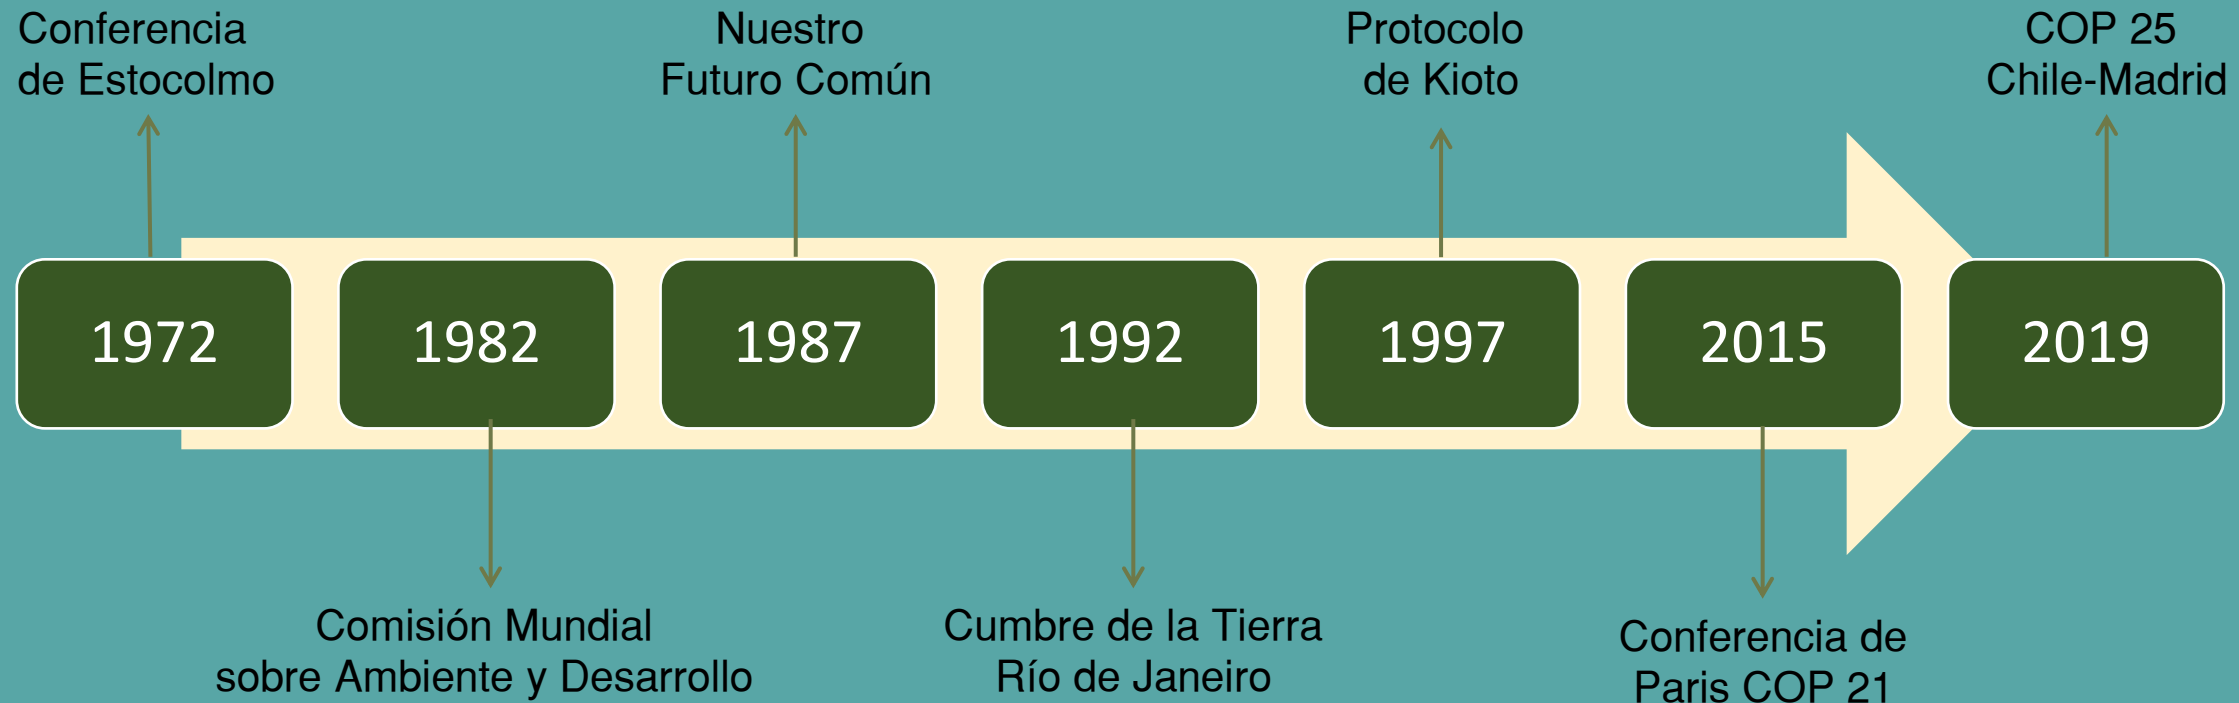 Conferencia
de Estocolmo
Nuestro
Futuro Común
Protocolo
de Kioto
COP 25
Chile-Madrid
1972
1982
1987
1992
1997
2015
2019
Comisión Mundial
sobre Ambiente y Desarrollo
Cumbre de la Tierra
Río de Janeiro
Conferencia de
Paris COP 21